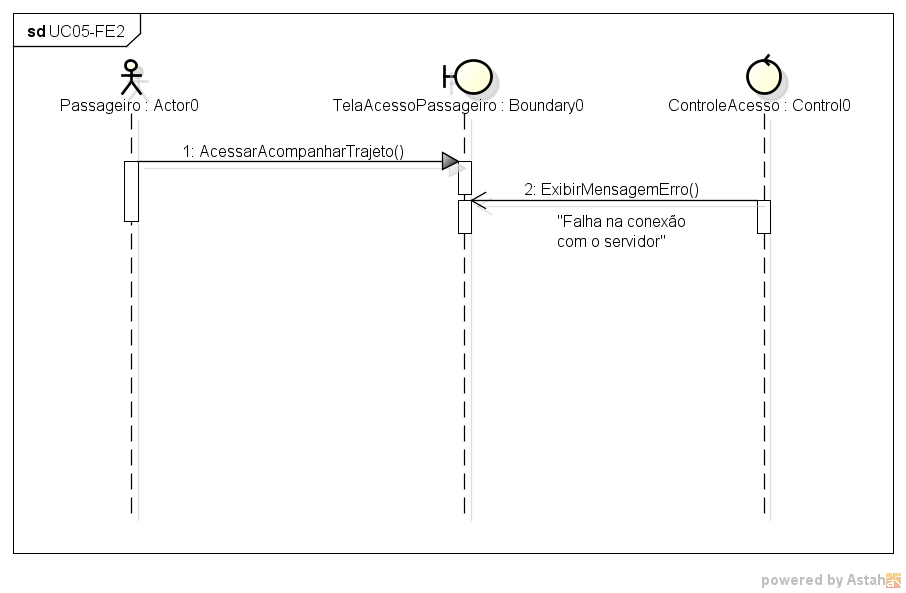 sd UC05-FE2
Passageiro : Actor0
TelaAcessoPassageiro : Boundary0
ControleAcesso : Control0
1: AcessarAcompanharTrajeto()
2: ExibirMensagemErro()
"Falha na conexão
com o servidor"
powered by Astah